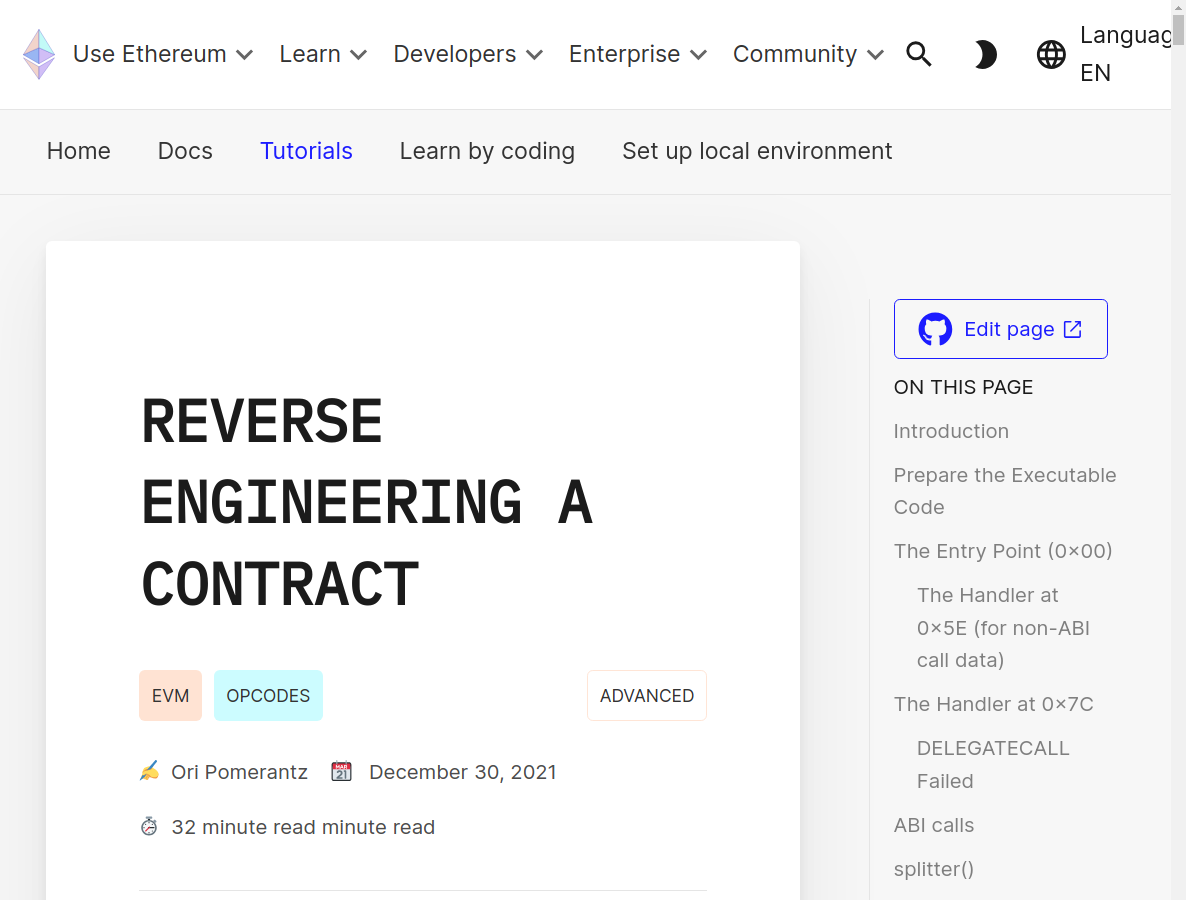 Use Ethereum Learn Developers Enterprise Community Languag
EN
Home Docs Tutorials Learn by coding Set up local environment
REVERSE
ENGINEERING A
CONTRACT
EVM OPCODES ADVANCED
Ori Pomerantz MAR 21 December 30, 2021
32 minute read minute read
Edit page
ON THIS PAGE
Introduction
Prepare the Executable
Code
The Entry Point (0×00)
The Handler at
0×5E (for non-ABI
call data)
The Handler at 0×7C
DELEGATECALL
Failed
ABI calls
splitter()